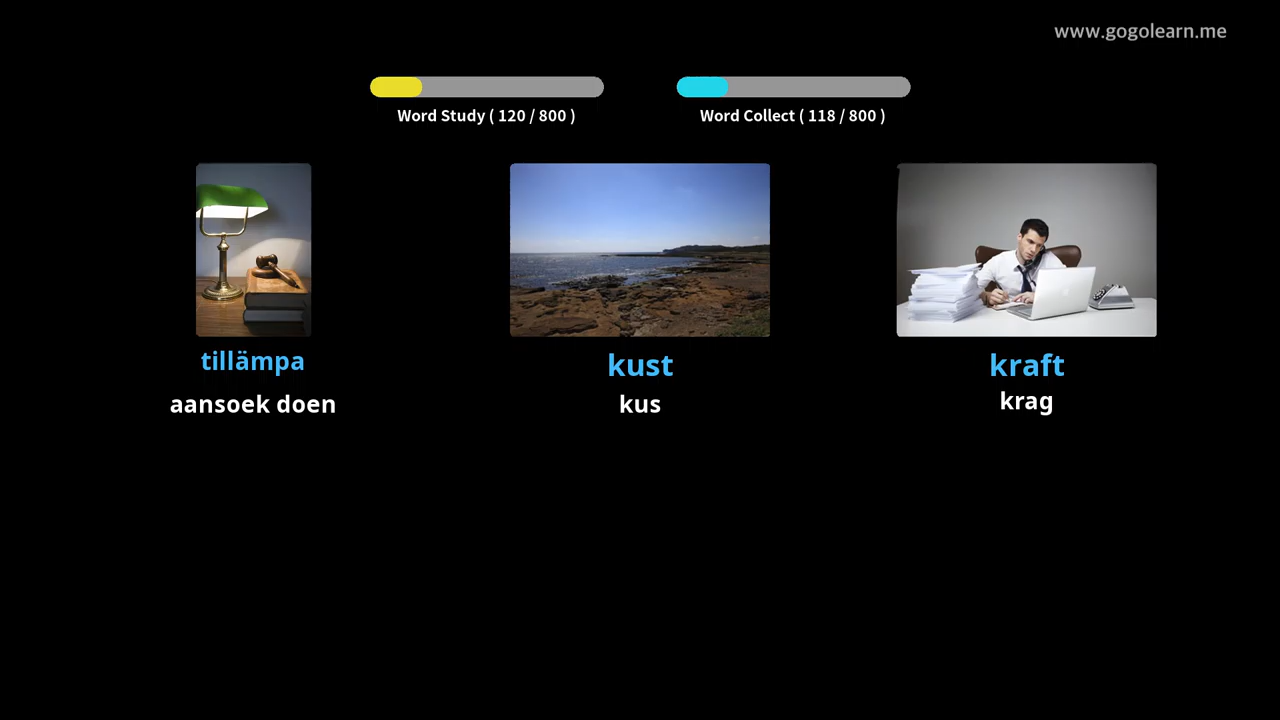 www.gogolearn.me
Word Study ( 120 / 800 )
Word Collect ( 118 / 800 )
tillämpa
kust
kraft
aansoek doen
kus
krag